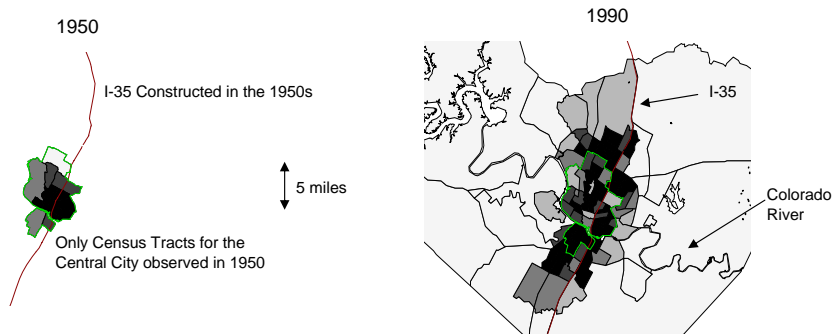 1950
I-35 Constructed in the 1950s
5 miles
Only Census Tracts for the
Central City observed in 1950
1990
I-35
Colorado
River